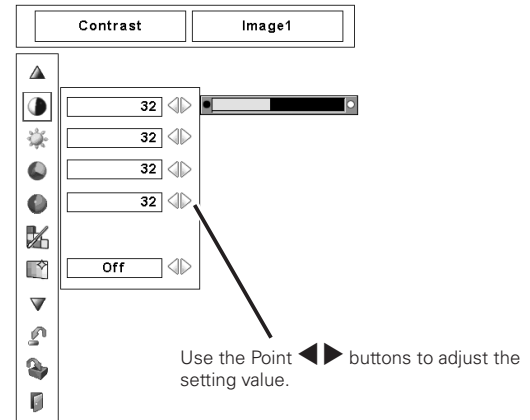 Contrast Image1
32
32
32
32
Off
Use the Point ◀▶ buttons to adjust the
setting value.